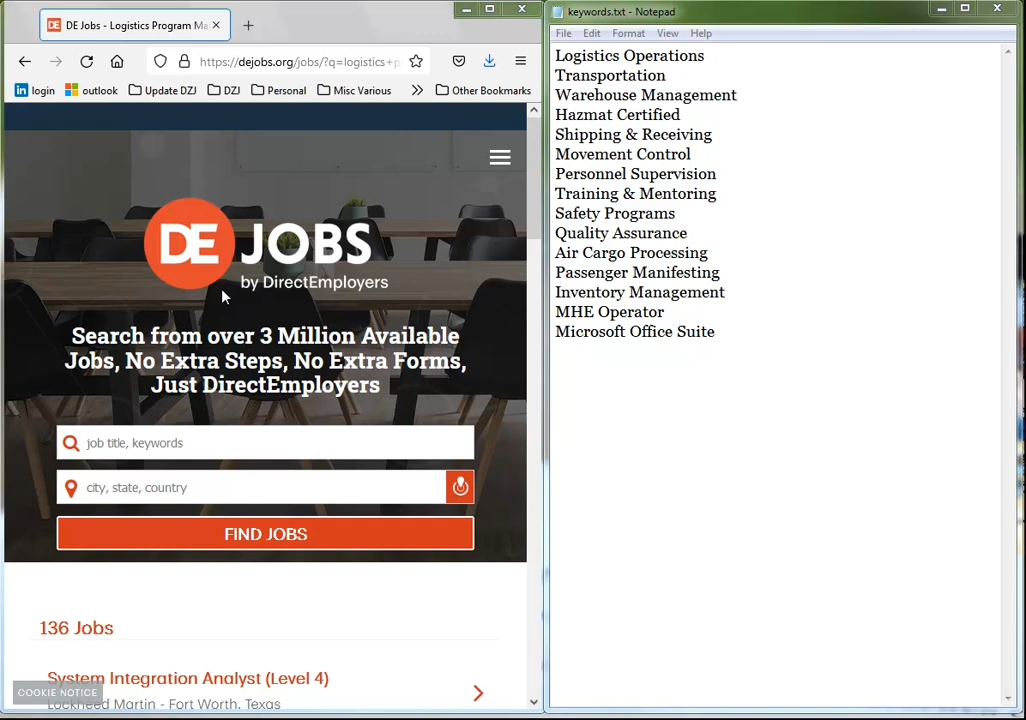 DE Jobs - Logistics Program Ma
https://dejobs.org/jobs/?q=logistics+p
login
outlook
Update DZJ
DZJ
Personal
Misc Various
Other Bookmarks
DE JOBS
by DirectEmployers
Search from over 3 Million Available
Jobs, No Extra Steps, No Extra Forms,
Just DirectEmployers
job title, keywords
city, state, country
FIND JOBS
136 Jobs
System Integration Analyst (Level 4)
Lockheed Martin - Fort Worth, Texas
COOKIE NOTICE
keywords.txt - Notepad
File Edit Format View Help
Logistics Operations
Transportation
Warehouse Management
Hazmat Certified
Shipping & Receiving
Movement Control
Personnel Supervision
Training & Mentoring
Safety Programs
Quality Assurance
Air Cargo Processing
Passenger Manifesting
Inventory Management
MHE Operator
Microsoft Office Suite